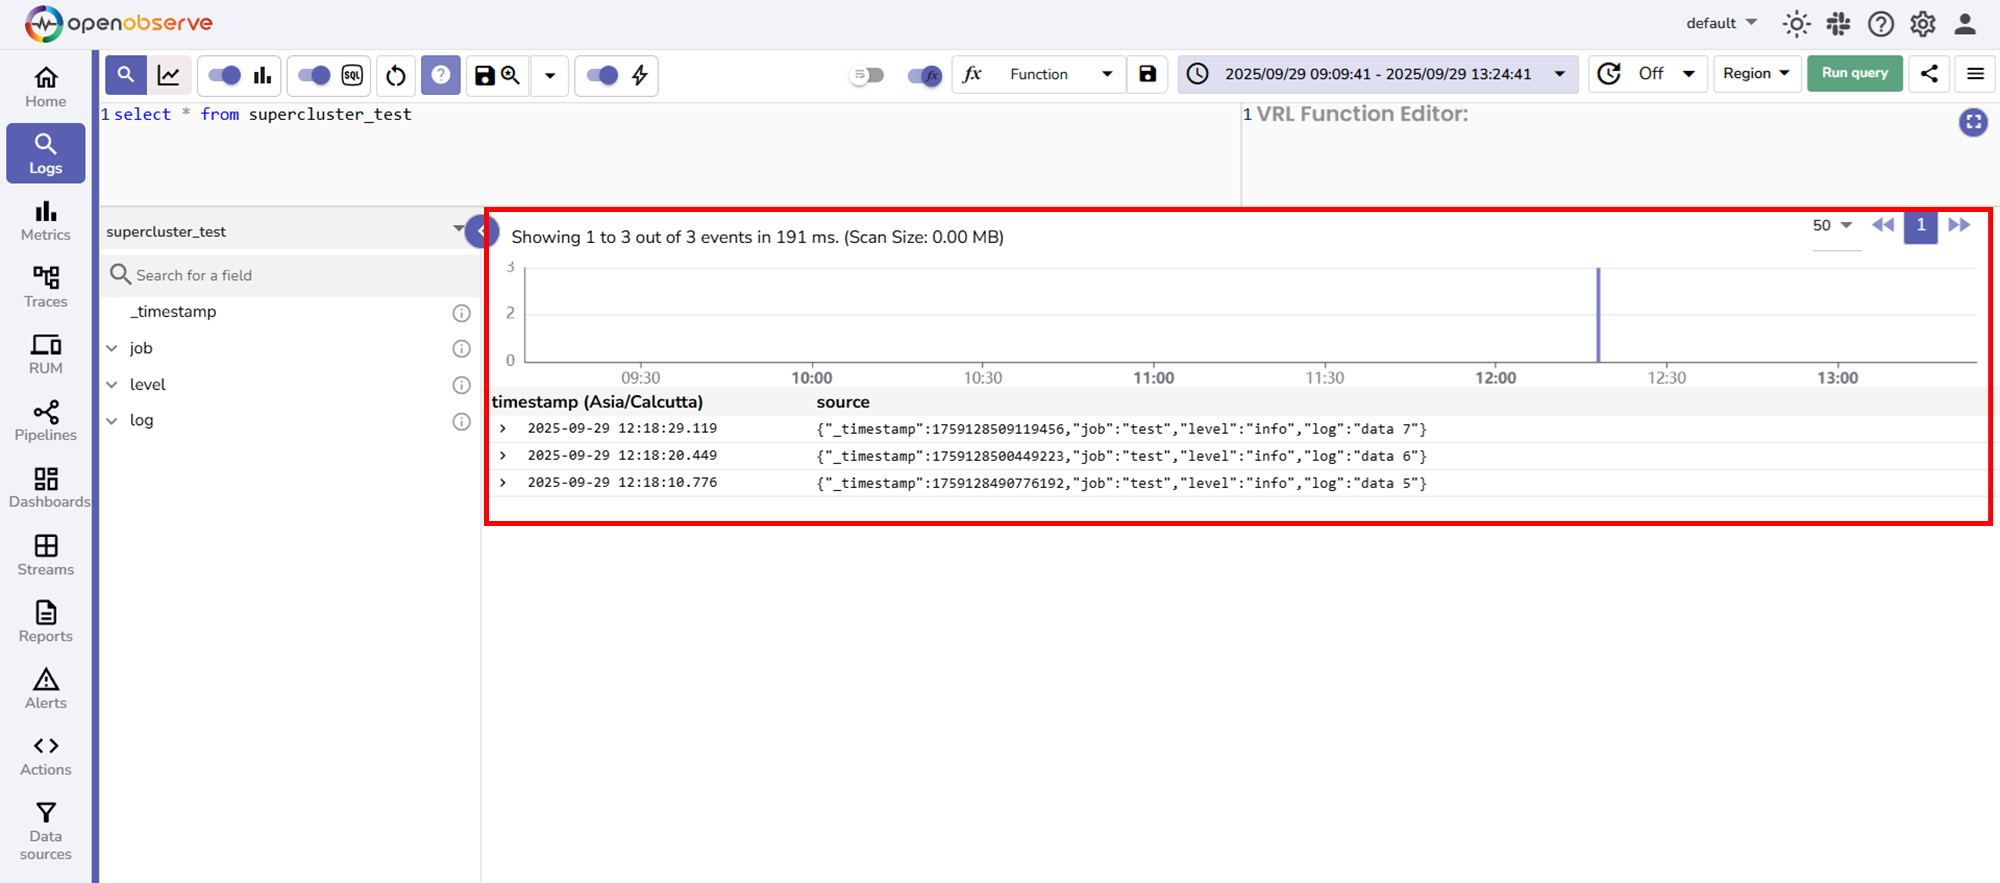 openobserve
default
SQL
fx
fx Function
2025/09/29 09:09:41 - 2025/09/29 13:24:41
Off
Region
Run query
Home
Logs
Metrics
Traces
RUM
Pipelines
Dashboards
Streams
Reports
Alerts
Actions
Data
sources
1 select * from supercluster_test
1 VRL Function Editor:
supercluster_test
Search for a field
_timestamp
job
level
log
Showing 1 to 3 out of 3 events in 191 ms. (Scan Size: 0.00 MB)
50
1
3
2
0
09:30 10:00 10:30 11:00 11:30 12:00 12:30 13:00
timestamp (Asia/Calcutta) source
2025-09-29 12:18:29.119 {"_timestamp":1759128509119456,"job":"test","level":"info","log":"data 7"}
2025-09-29 12:18:20.449 {"_timestamp":1759128500449223,"job":"test","level":"info","log":"data 6"}
2025-09-29 12:18:10.776 {"_timestamp":1759128490776192,"job":"test","level":"info","log":"data 5"}